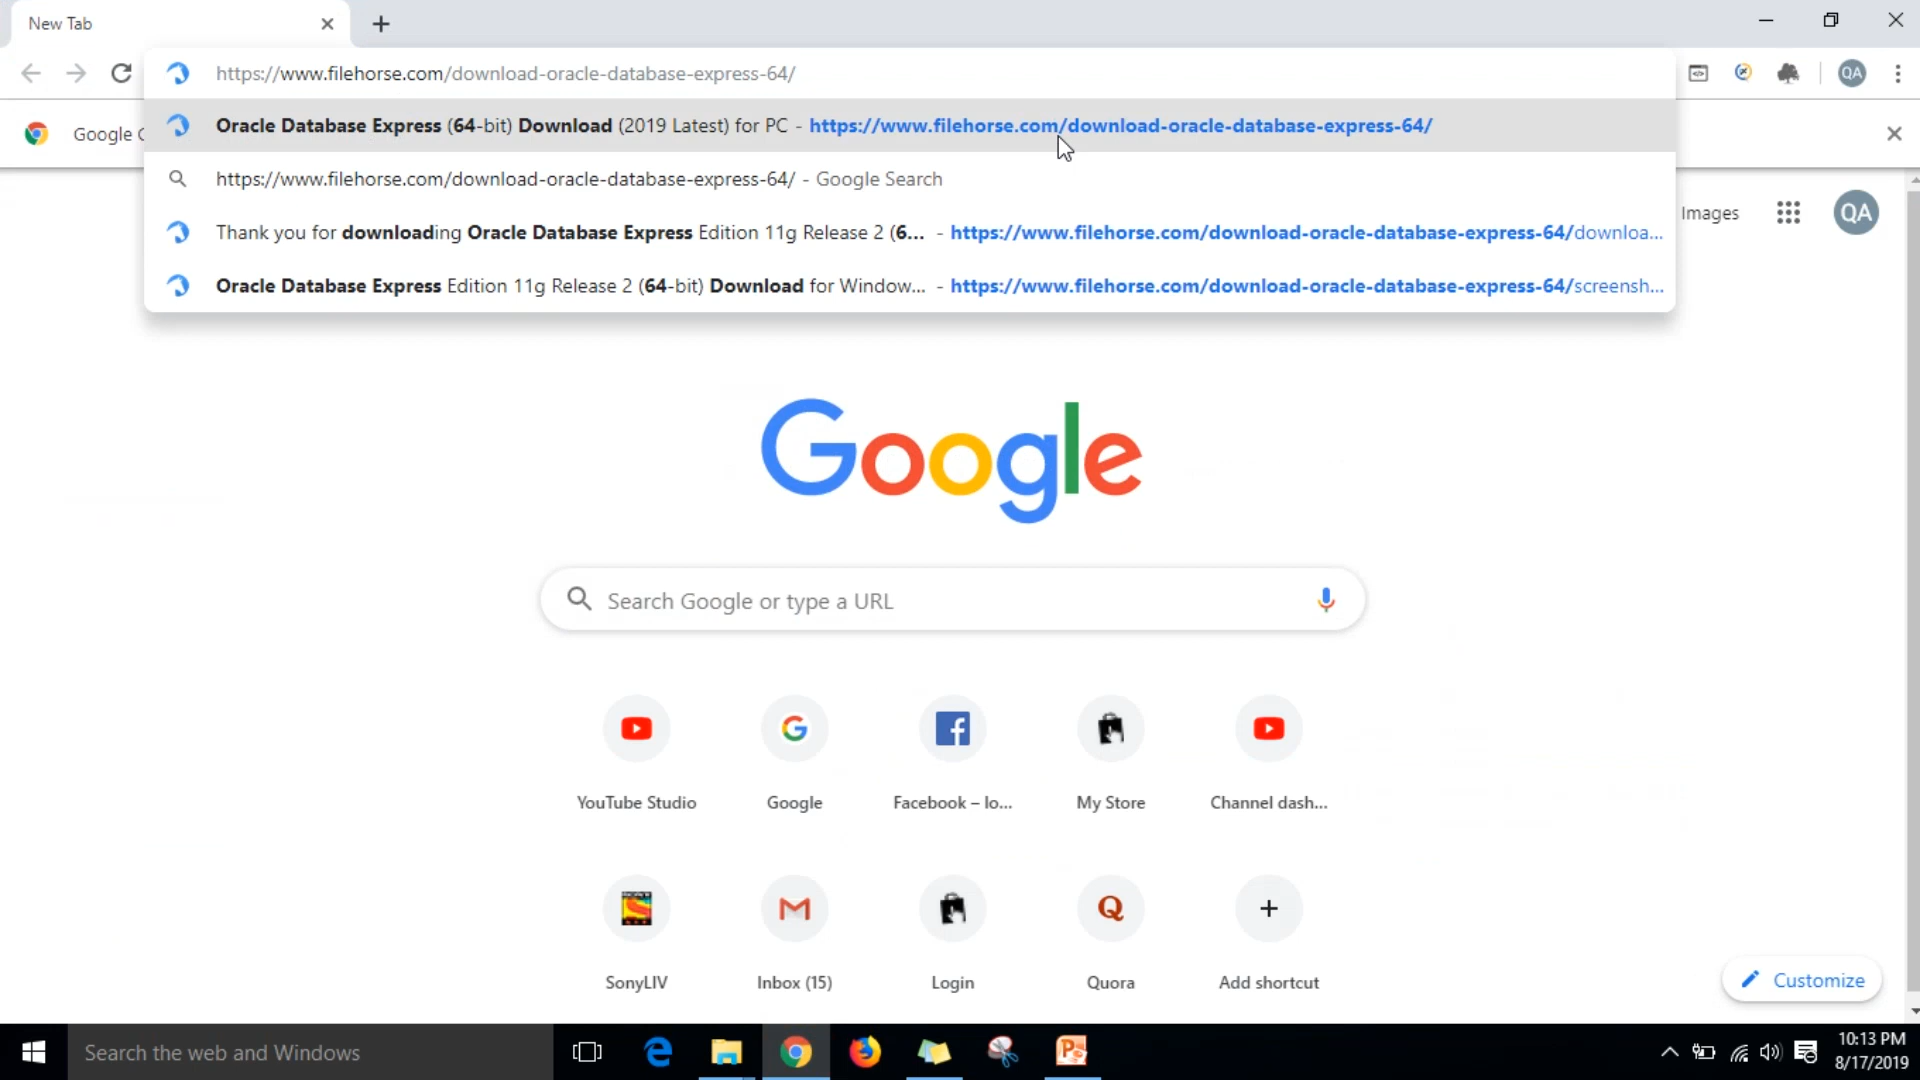 New Tab
https://www.filehorse.com/download-oracle-database-express-64/
Oracle Database Express (64-bit) Download (2019 Latest) for PC - https://www.filehorse.com/download-oracle-database-express-64/
Google C
https://www.filehorse.com/download-oracle-database-express-64/ - Google Search
Thank you for downloading Oracle Database Express Edition 11g Release 2 (6... - https://www.filehorse.com/download-oracle-database-express-64/downloa...
Oracle Database Express Edition 11g Release 2 (64-bit) Download for Window... - https://www.filehorse.com/download-oracle-database-express-64/screensh...
QA
Images
QA
Google
Search Google or type a URL
YouTube Studio
Google
Facebook – lo...
My Store
Channel dash...
SonyLIV
Inbox (15)
Login
Quora
Add shortcut
Customize
Search the web and Windows
10:13 PM
8/17/2019